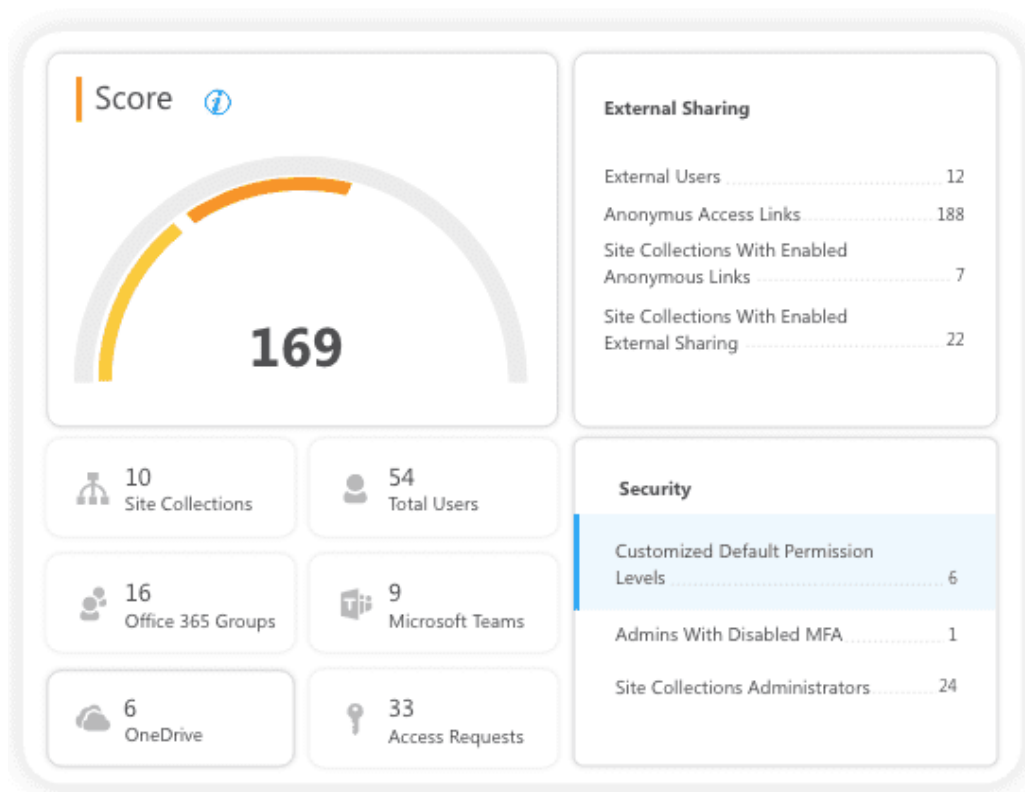 Score
169
External Sharing
External Users 12
Anonymus Access Links 188
Site Collections With Enabled
Anonymous Links 7
Site Collections With Enabled
External Sharing 22
10
Site Collections
54
Total Users
16
Office 365 Groups
9
Microsoft Teams
6
OneDrive
33
Access Requests
Security
Customized Default Permission
Levels 6
Admins With Disabled MFA 1
Site Collections Administrators 24